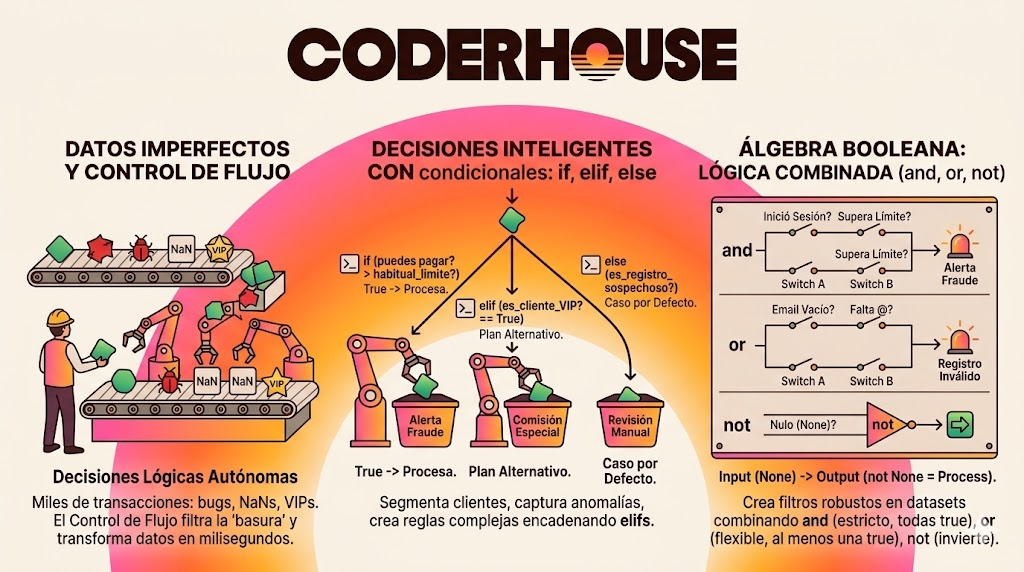 CODERHOUSE
DATOS IMPERFECTOS
Y CONTROL DE FLUJO
NaN
VIP
NaN
NaN
VIP
Decisiones Lógicas Autónomas
Miles de transacciones: bugs, NaNs, VIPs.
El Control de Flujo filtra la 'basura' y
transforma datos en milisegundos.
DECISIONES INTELIGENTES
CON condicionales: if, elif, else
if (puedes pagar?
> habitual_limite?)
True -> Procesa.
elif (es_cliente_VIP?
== True)
Plan Alternativo.
else
(es_registro_
sospechoso?)
Caso por Defecto.
Alerta
Fraude
Comisión
Especial
Revisión
Manual
True -> Procesa.
Plan Alternativo.
Caso por
Defecto.
Segmenta clientes, captura anomalías,
crea reglas complejas encadenando elifs.
ÁLGEBRA BOOLEANA:
LÓGICA COMBINADA (and, or, not)
Inició Sesión? Supera Límite?
and
Supera Límite?
Switch A Switch B
Alerta
Fraude
Email Vacío? Falta @?
or
Switch A Switch B
Registro
Inválido
not
Nulo (None)?
not
Input (None) -> Output (not None = Process).
Crea filtros robustos en datasets
combinando and (estricto, todas true), or
(flexible, al menos una true), not (invierte).